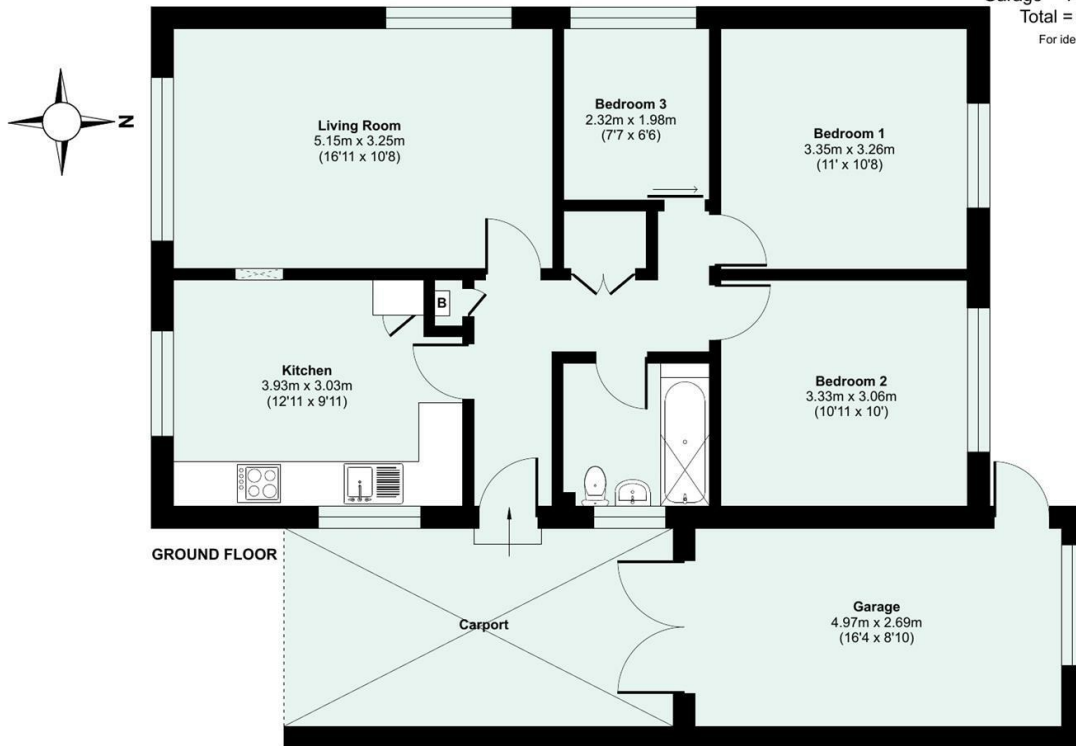 Total =
For ide
N
Living Room
5.15m x 3.25m
(16'11 x 10'8)
Bedroom 3
2.32m x 1.98m
(7'7 x 6'6)
Bedroom 1
3.35m x 3.26m
(11' x 10'8)
B
Kitchen
3.93m x 3.03m
(12'11 x 9'11)
Bedroom 2
3.33m x 3.06m
(10'11 x 10')
GROUND FLOOR
Carport
Garage
4.97m x 2.69m
(16'4 x 8'10)